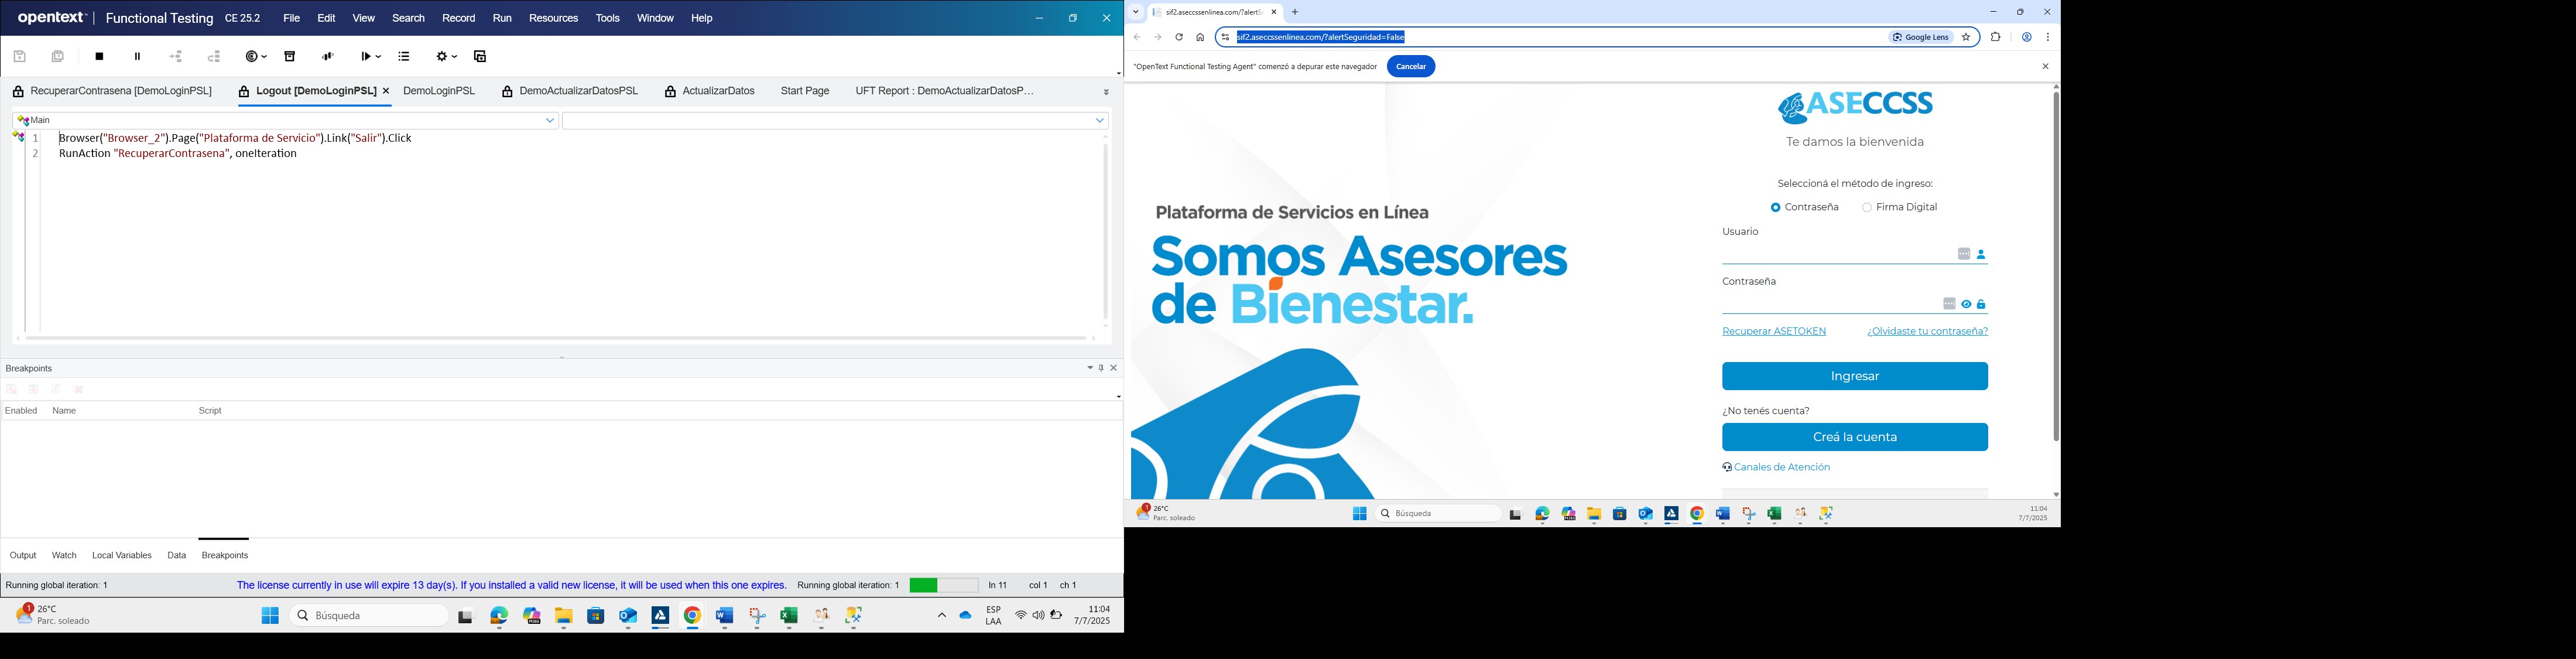 opentext | Functional Testing CE 25.2 File Edit View Search Record Run Resources Tools Window Help
RecuperarContrasena [DemoLoginPSL] Logout [DemoLoginPSL] DemoLoginPSL DemoActualizarDatosPSL ActualizarDatos Start Page UFT Report : DemoActualizarDatosP…
Main
1 Browser("Browser_2").Page("Plataforma de Servicio").Link("Salir").Click
2 RunAction "RecuperarContrasena", oneIteration
Breakpoints
Enabled Name Script
Output Watch Local Variables Data Breakpoints
Running global iteration: 1 The license currently in use will expire 13 day(s). If you installed a valid new license, it will be used when this one expires. Running global iteration: 1 ln 11 col 1 ch 1
1 26°C
Parc. soleado
Búsqueda
ESP
LAA
11:04
7/7/2025
sif2.aseccssenlinea.com/?alertS
sif2.aseccssenlinea.com/?alertSeguridad=False Google Lens
"OpenText Functional Testing Agent" comenzó a depurar este navegador Cancelar
ASECCSS
Te damos la bienvenida
Seleccioná el método de ingreso:
Contraseña Firma Digital
Plataforma de Servicios en Línea
Somos Asesores
de Bienestar.
Usuario
Contraseña
Recuperar ASETOKEN ¿Olvidaste tu contraseña?
Ingresar
¿No tenés cuenta?
Creá la cuenta
Canales de Atención
1 26°C
Parc. soleado
Búsqueda
11:04
7/7/2025